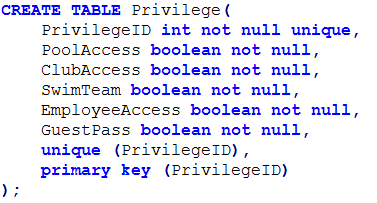 CREATE TABLE Privilege(
    PrivilegeID int not null unique,
    PoolAccess boolean not null,
    ClubAccess boolean not null,
    SwimTeam boolean not null,
    EmployeeAccess boolean not null,
    GuestPass boolean not null,
    unique (PrivilegeID),
    primary key (PrivilegeID)
);